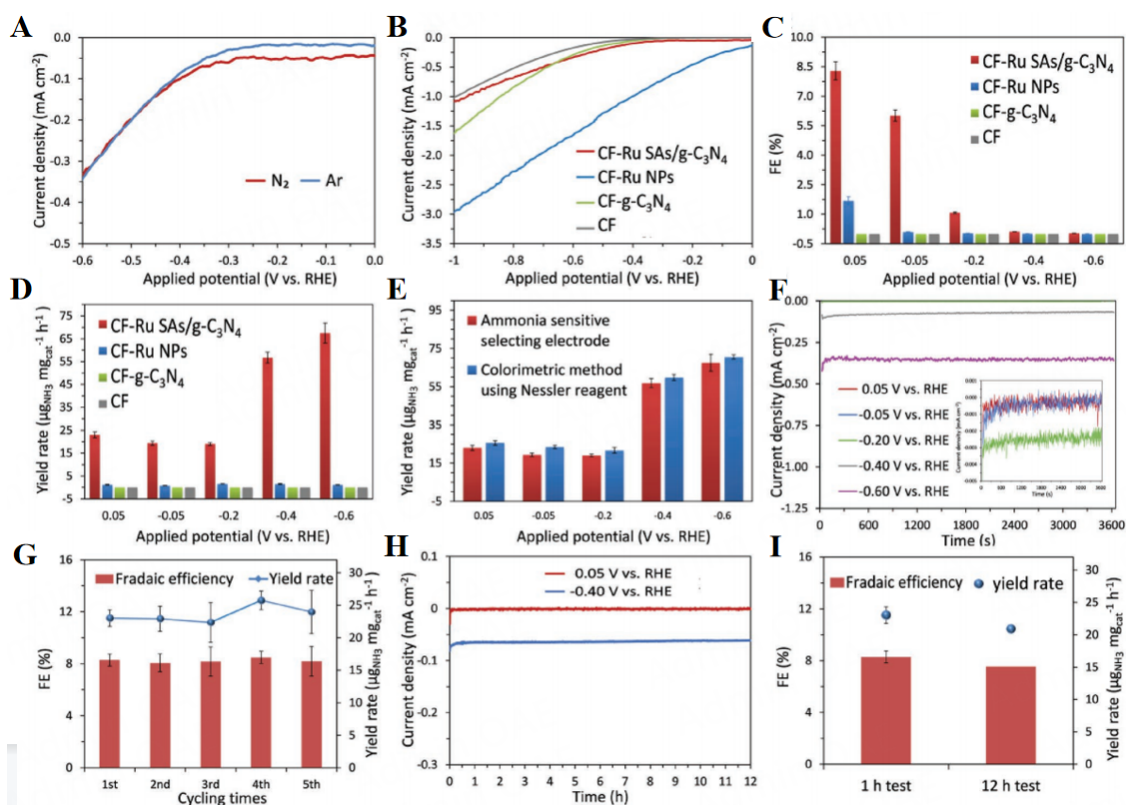 A
0.0
-0.1
-0.2
-0.3
-0.4
-0.5
Current density (mA cm⁻²)
N₂
Ar
-0.6
-0.5
-0.4
-0.3
-0.2
-0.1
0.0
Applied potential (V vs. RHE)
B
0.0
-0.5
-1.0
-1.5
-2.0
-2.5
-3.0
-3.5
Current density (mA cm⁻²)
CF-Ru SAs/g-C₃N₄
CF-Ru NPs
CF-g-C₃N₄
CF
-1
-0.8
-0.6
-0.4
-0.2
0
Applied potential (V vs. RHE)
C
10.0
8.5
7.0
5.5
4.0
2.5
1.0
-0.5
FE (%)
CF-Ru SAs/g-C₃N₄
CF-Ru NPs
CF-g-C₃N₄
CF
0.05
-0.05
-0.2
-0.4
-0.6
Applied potential (V vs. RHE)
D
75
65
55
45
35
25
15
5
-5
Yield rate (μg_NH3 mg_cat⁻¹ h⁻¹)
CF-Ru SAs/g-C₃N₄
CF-Ru NPs
CF-g-C₃N₄
CF
0.05
-0.05
-0.2
-0.4
-0.6
Applied potential (V vs. RHE)
E
95
75
55
35
15
-5
Yield rate (μg_NH3 mg_cat⁻¹ h⁻¹)
Ammonia sensitive
selecting electrode
Colorimetric method
using Nessler reagent
0.05
-0.05
-0.2
-0.4
-0.6
Applied potential (V vs. RHE)
F
0.00
-0.25
-0.50
-0.75
-1.00
-1.25
Current density (mA cm⁻²)
0.05 V vs. RHE
-0.05 V vs. RHE
-0.20 V vs. RHE
-0.40 V vs. RHE
-0.60 V vs. RHE
Time (s)
0
600
1200
1800
2400
3000
3600
Time (s)
G
16
12
8
4
0
FE (%)
Fradaic efficiency
Yield rate
30
25
20
15
10
5
0
Yield rate (μg_NH3 mg_cat⁻¹ h⁻¹)
1st
2nd
3rd
4th
5th
Cycling times
H
0.1
0
-0.1
-0.2
-0.3
Current density (mA cm⁻²)
0.05 V vs. RHE
-0.40 V vs. RHE
0
1
2
3
4
5
6
7
8
9
10
11
12
Time (h)
I
16
12
8
4
0
FE (%)
Fradaic efficiency
yield rate
30
25
20
15
10
5
0
Yield rate (μg_NH3 mg_cat⁻¹ h⁻¹)
1 h test
12 h test